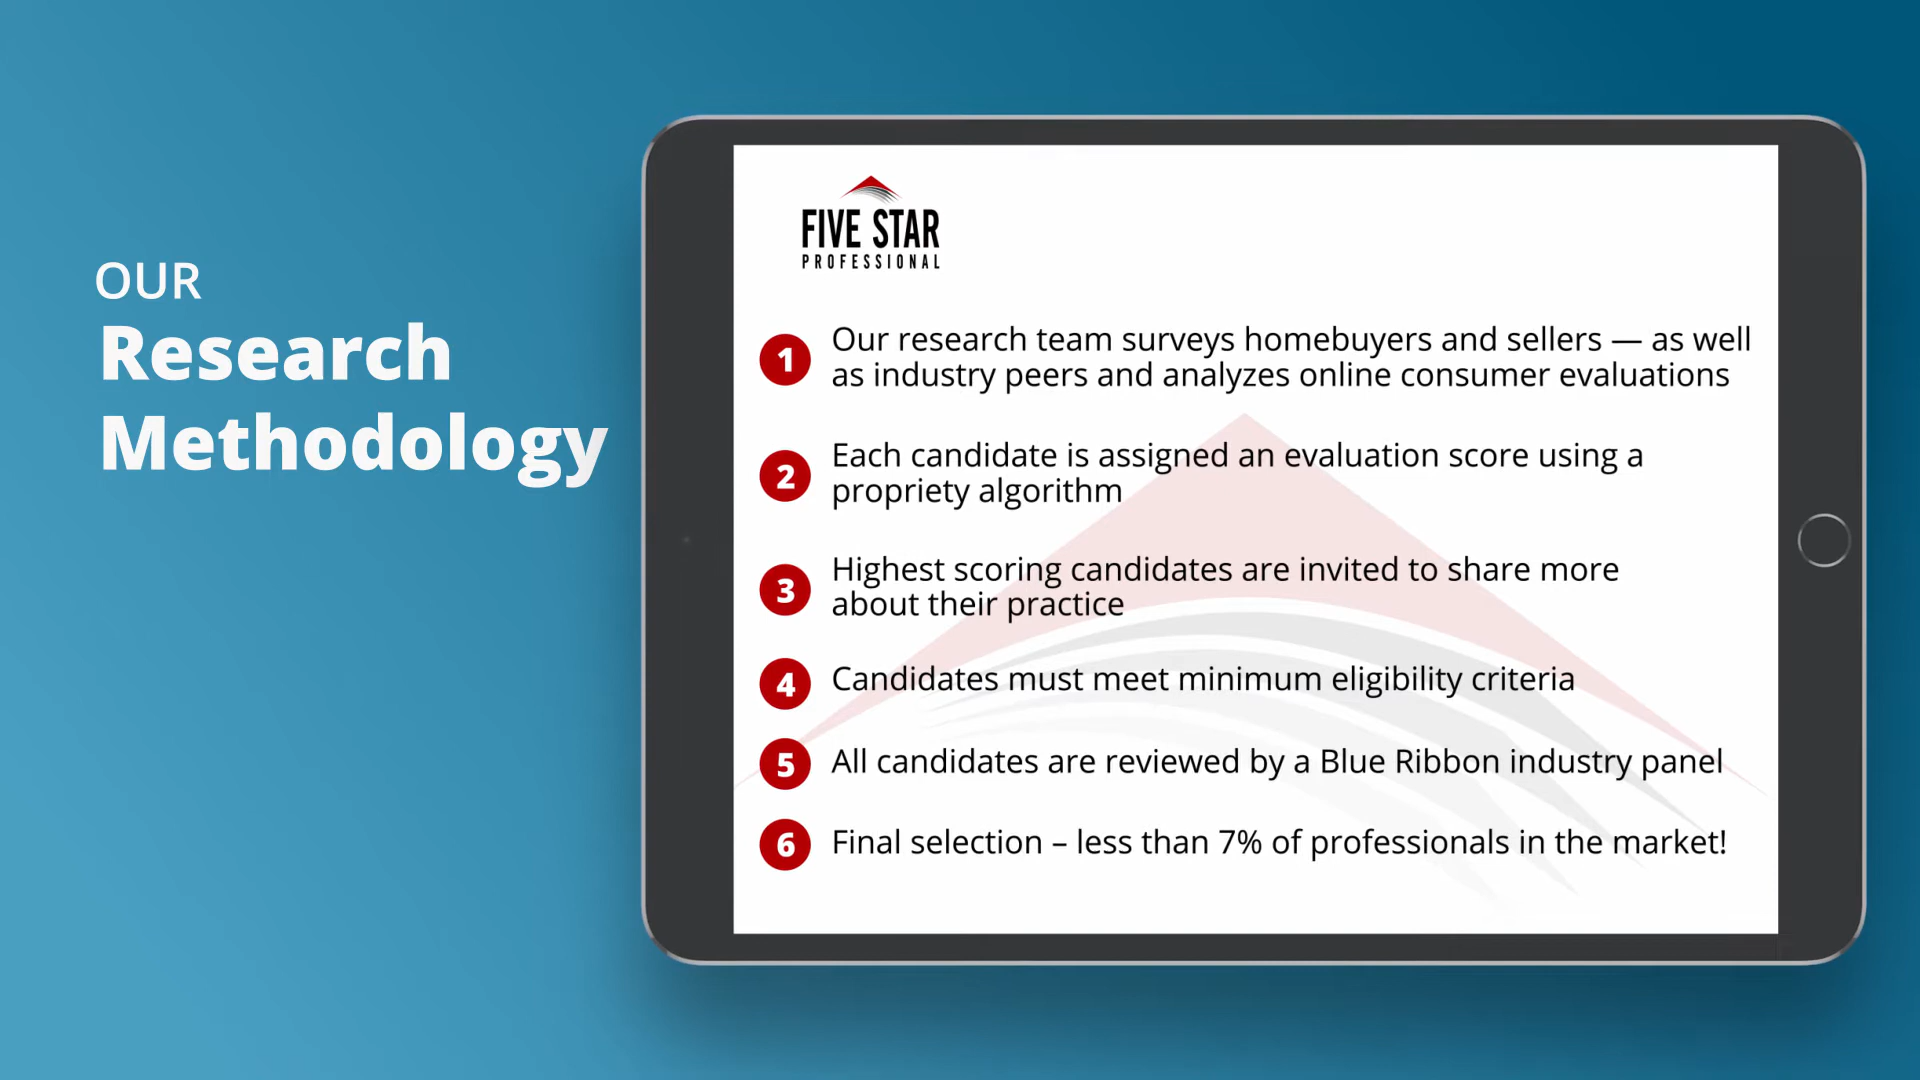 OUR
Research
Methodology
FIVE STAR
PROFESSIONAL
1 Our research team surveys homebuyers and sellers — as well
as industry peers and analyzes online consumer evaluations
2 Each candidate is assigned an evaluation score using a
propriety algorithm
3 Highest scoring candidates are invited to share more
about their practice
4 Candidates must meet minimum eligibility criteria
5 All candidates are reviewed by a Blue Ribbon industry panel
6 Final selection – less than 7% of professionals in the market!